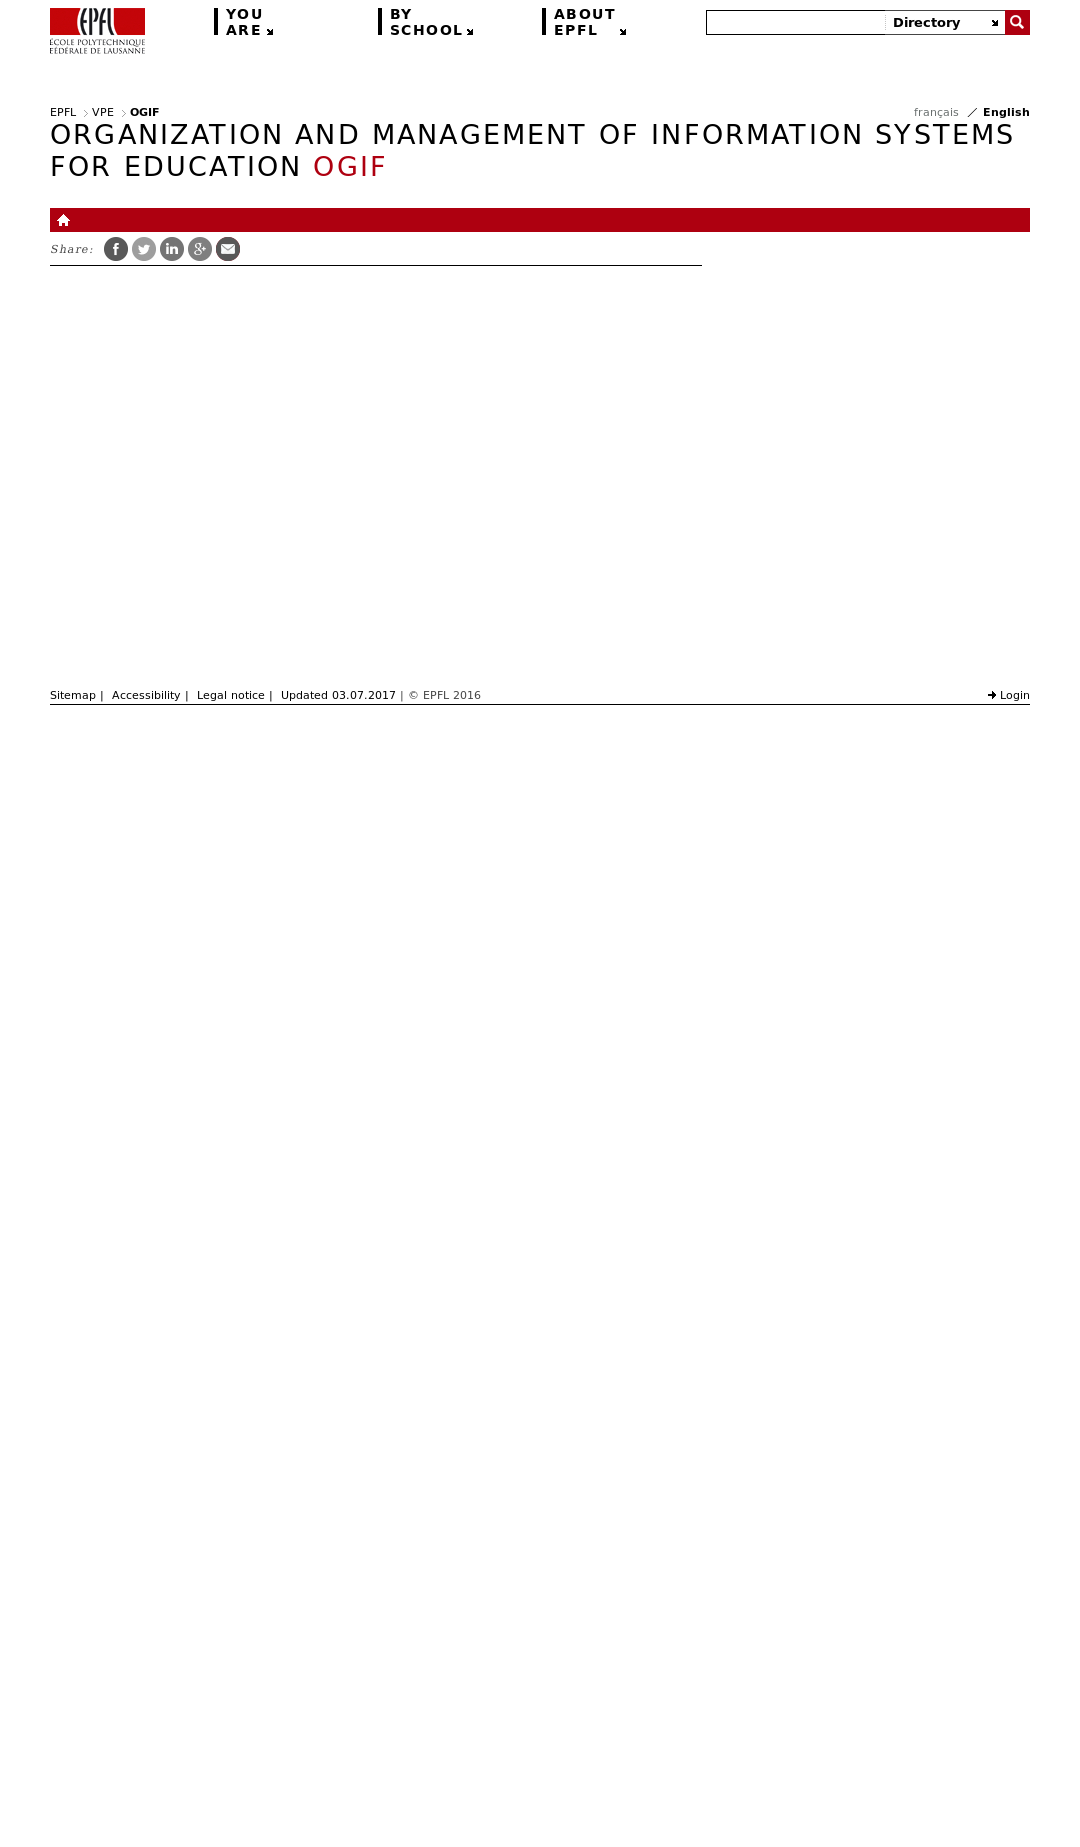 EPFL
ÉCOLE POLYTECHNIQUE
FÉDÉRALE DE LAUSANNE
YOU
ARE
BY
SCHOOL
ABOUT
EPFL
Directory
EPFL VPE OGIF
français / English
ORGANIZATION AND MANAGEMENT OF INFORMATION SYSTEMS
FOR EDUCATION OGIF
Share:
Sitemap | Accessibility | Legal notice | Updated 03.07.2017 | © EPFL 2016
Login